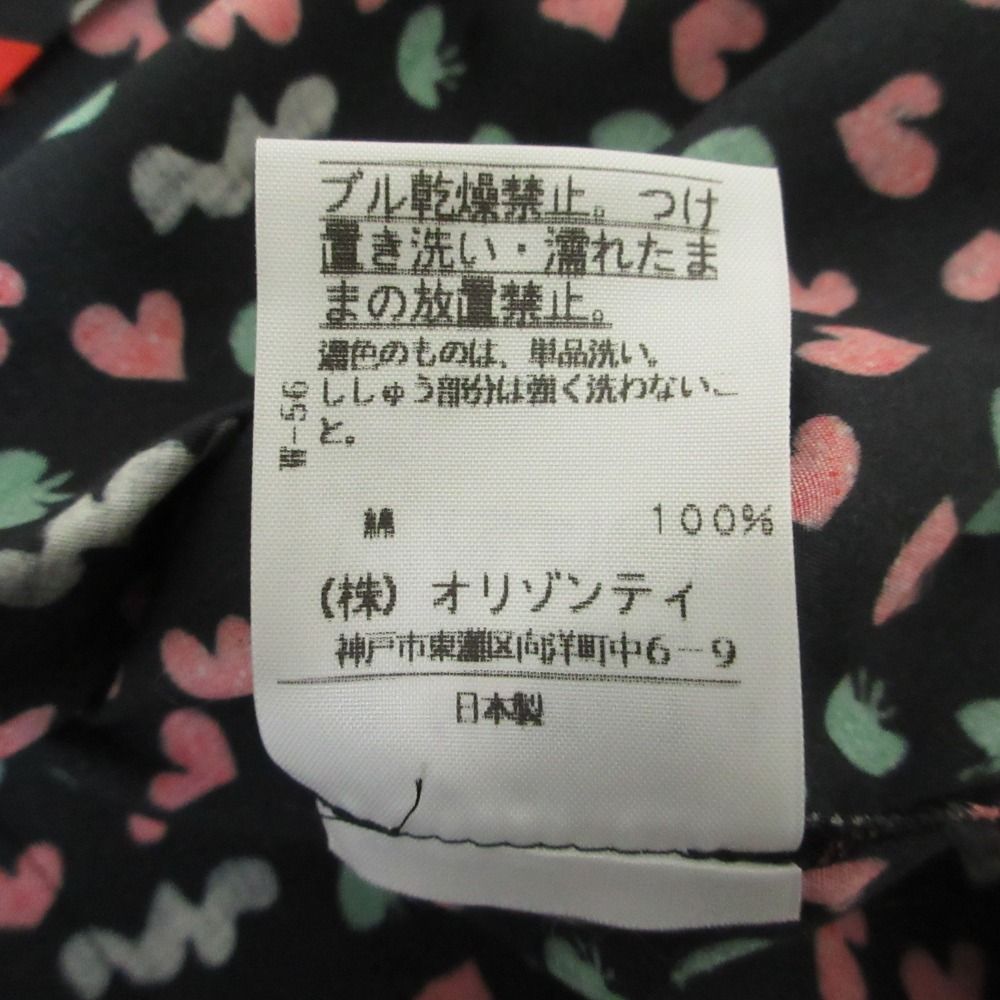 ブル乾燥禁止。つけ
置き洗い・濡れたま
まの放置禁止。
濃色のものは、単品洗い。
ししゅう部分は強く洗わないこ
と。
W-56
綿 100%
(株) オリゾンティ
神戸市東灘区向洋町中6-9
日本製